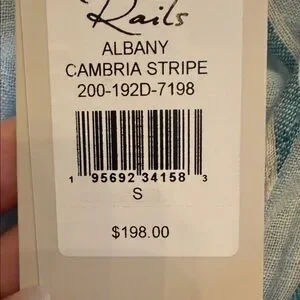 Rails
ALBANY
CAMBRIA STRIPE
200-192D-7198
1 95692 34158 3
S
$198.00